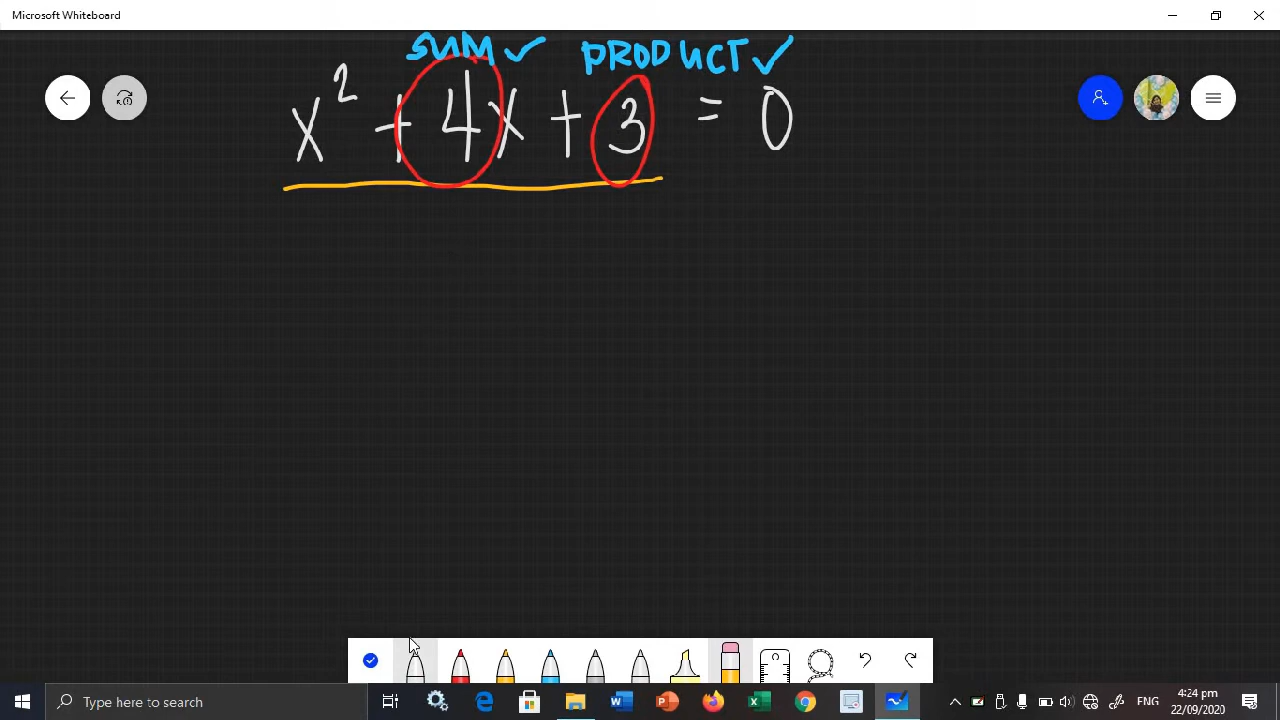 Microsoft Whiteboard
SUM ✓ PRODUCT ✓
x² + 4x + 3 = 0
Type here to search
ENG
4:24 pm
22/09/2020